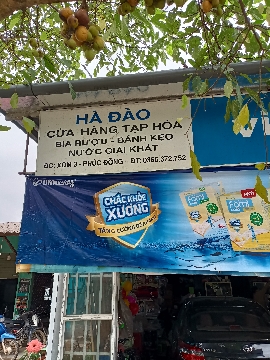 HÀ ĐÀO
CỬA HÀNG TẠP HÓA
BIA RƯỢU - BÁNH KẸO
NƯỚC GIẢI KHÁT
ĐC: XÓM 3 - PHÚC ĐỒNG - ĐT: 0366.372.752
CHẮC KHỎE
XƯƠNG
Fami
Fami